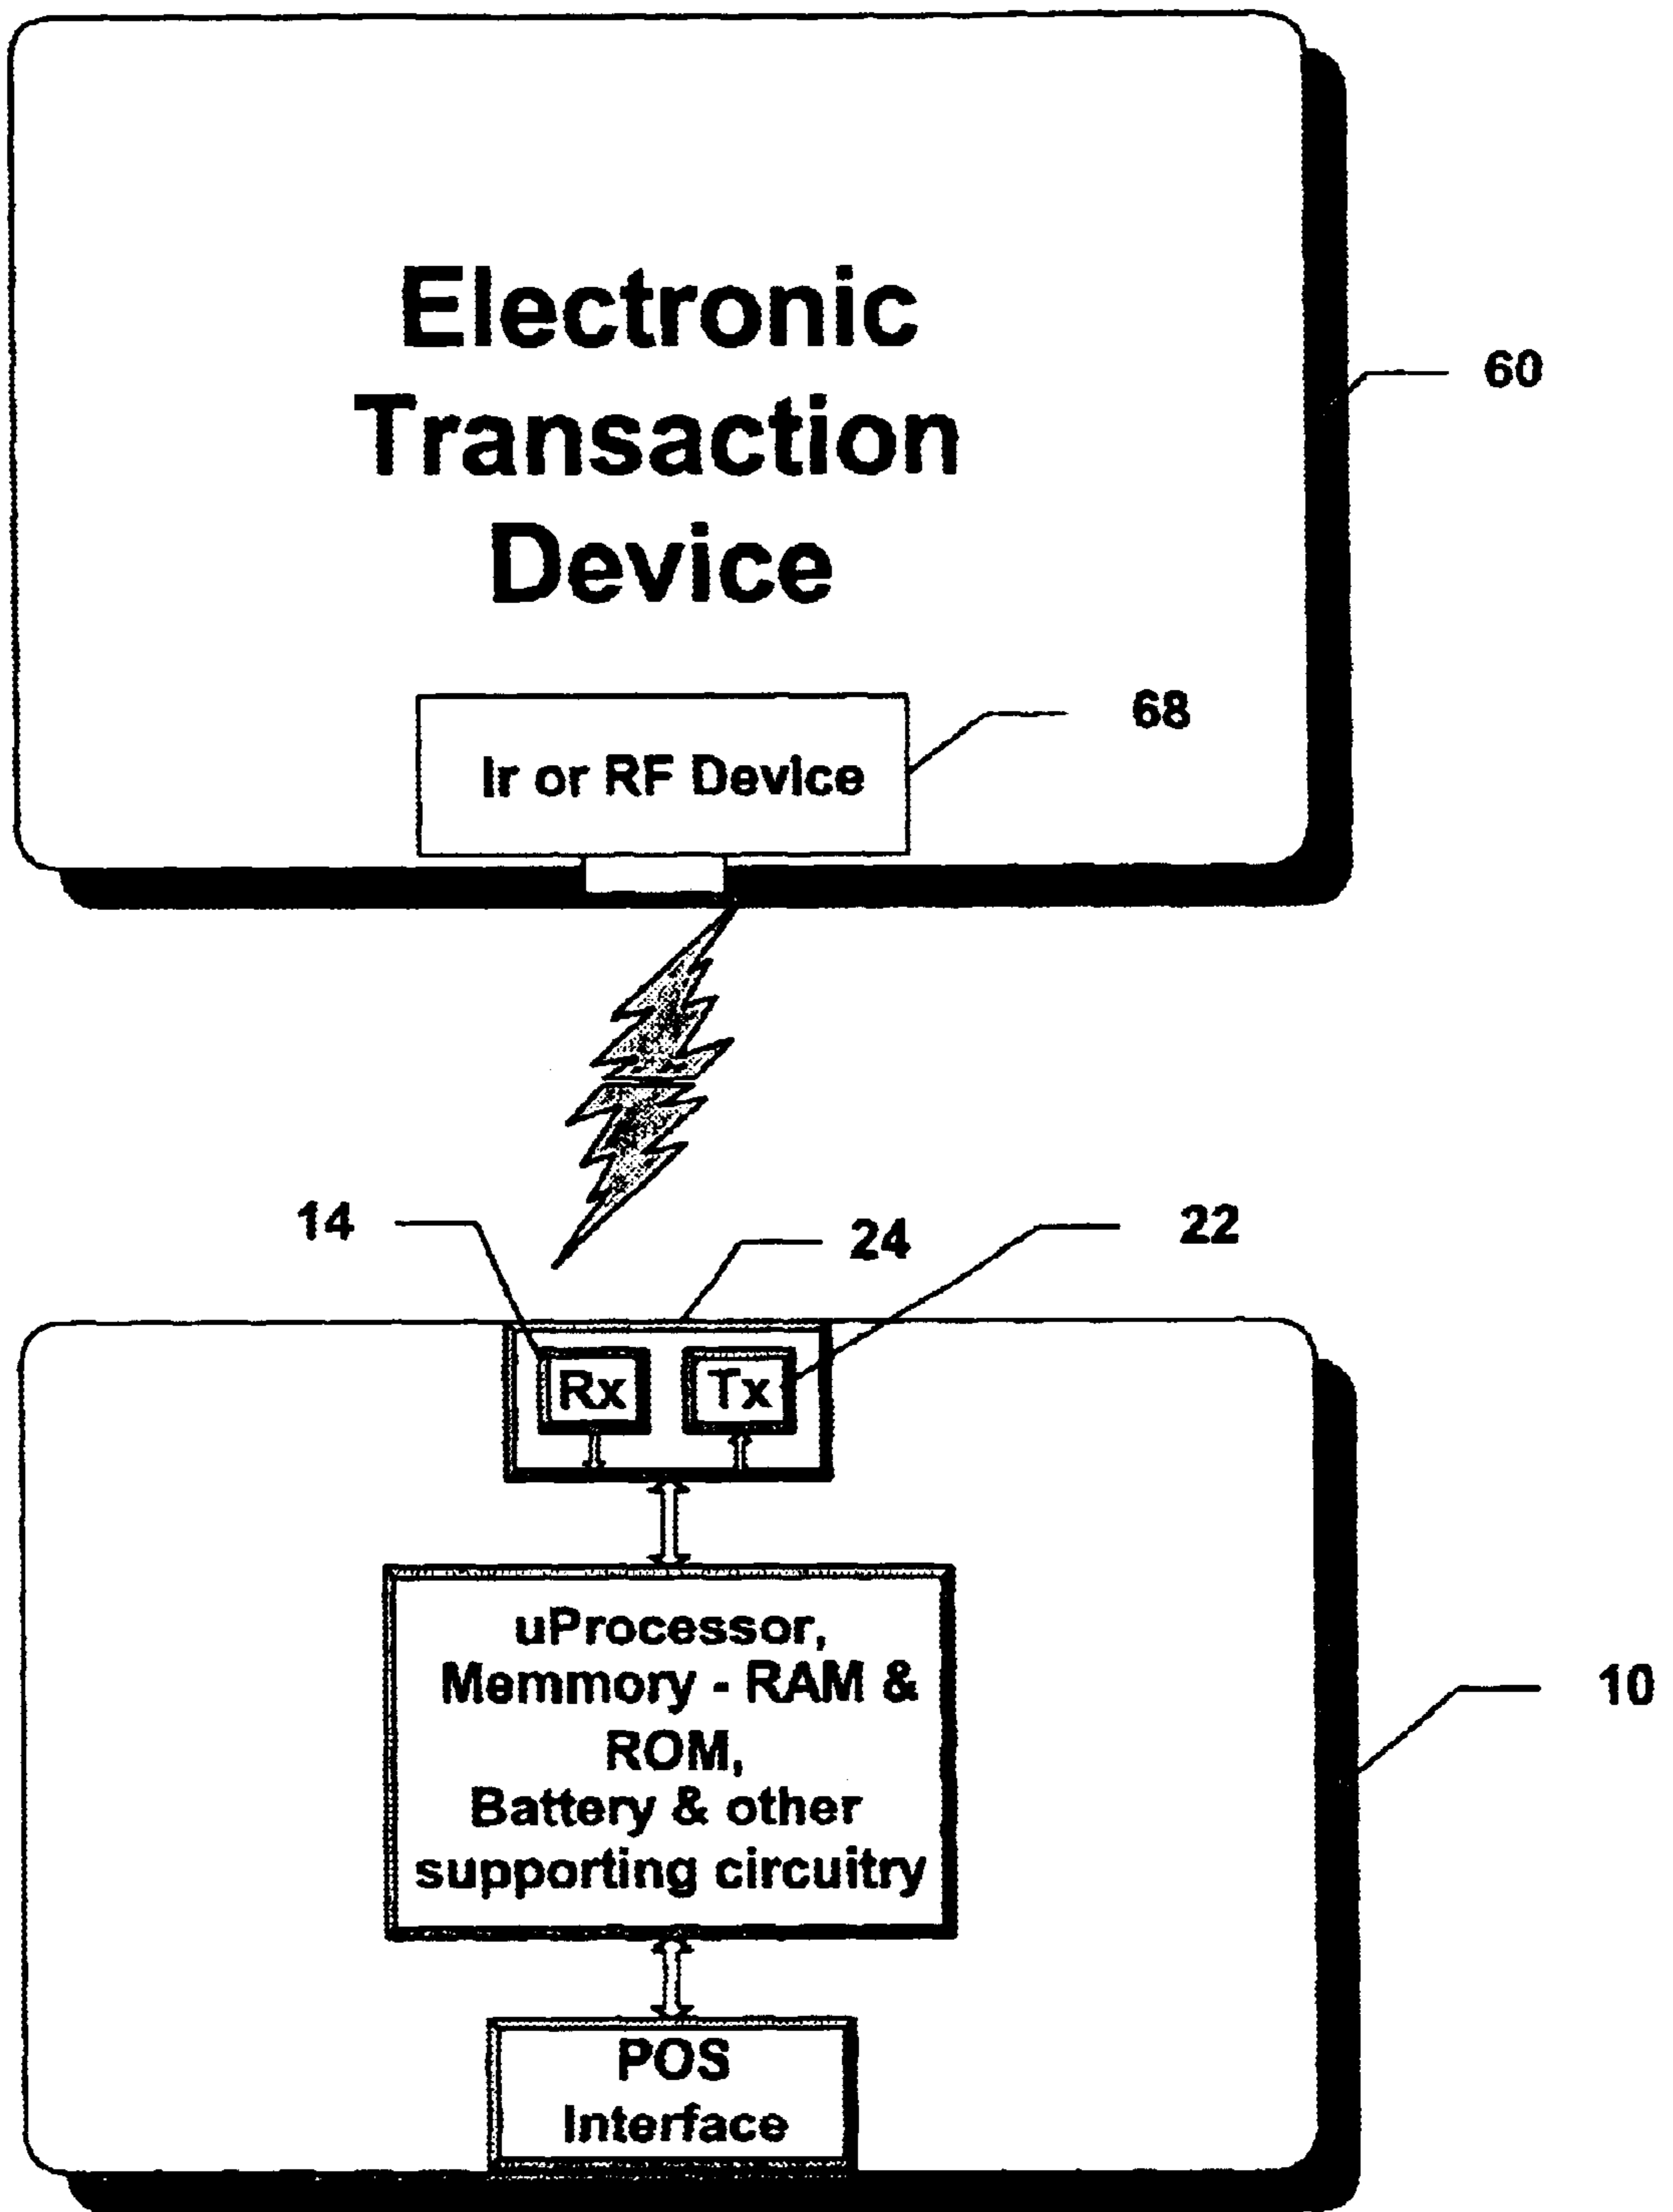 Electronic
Transaction
Device
60
68
Ir or RF Device
14
24
22
Rx
Tx
uProcessor,
Memmory - RAM &
ROM,
Battery & other
supporting circuitry
10
POS
Interface